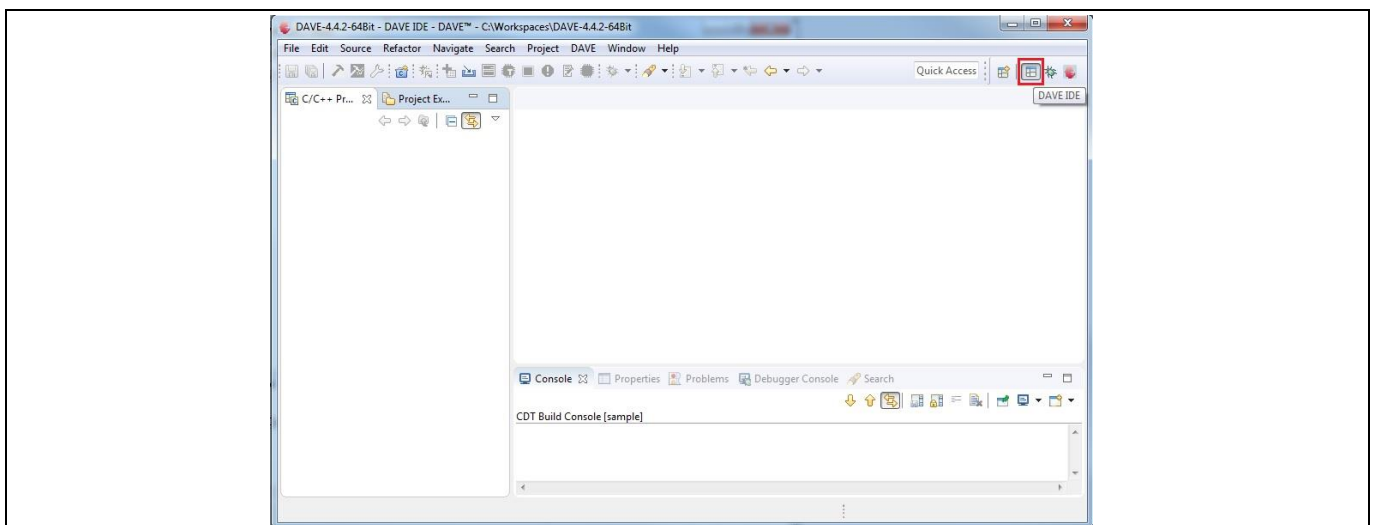 DAVE-4.4.2-64Bit - DAVE IDE - DAVE™ - C:\Workspaces\DAVE-4.4.2-64Bit
File Edit Source Refactor Navigate Search Project DAVE Window Help
Quick Access
C/C++ Pr... Project Ex...
DAVE IDE
Console Properties Problems Debugger Console Search
CDT Build Console [sample]